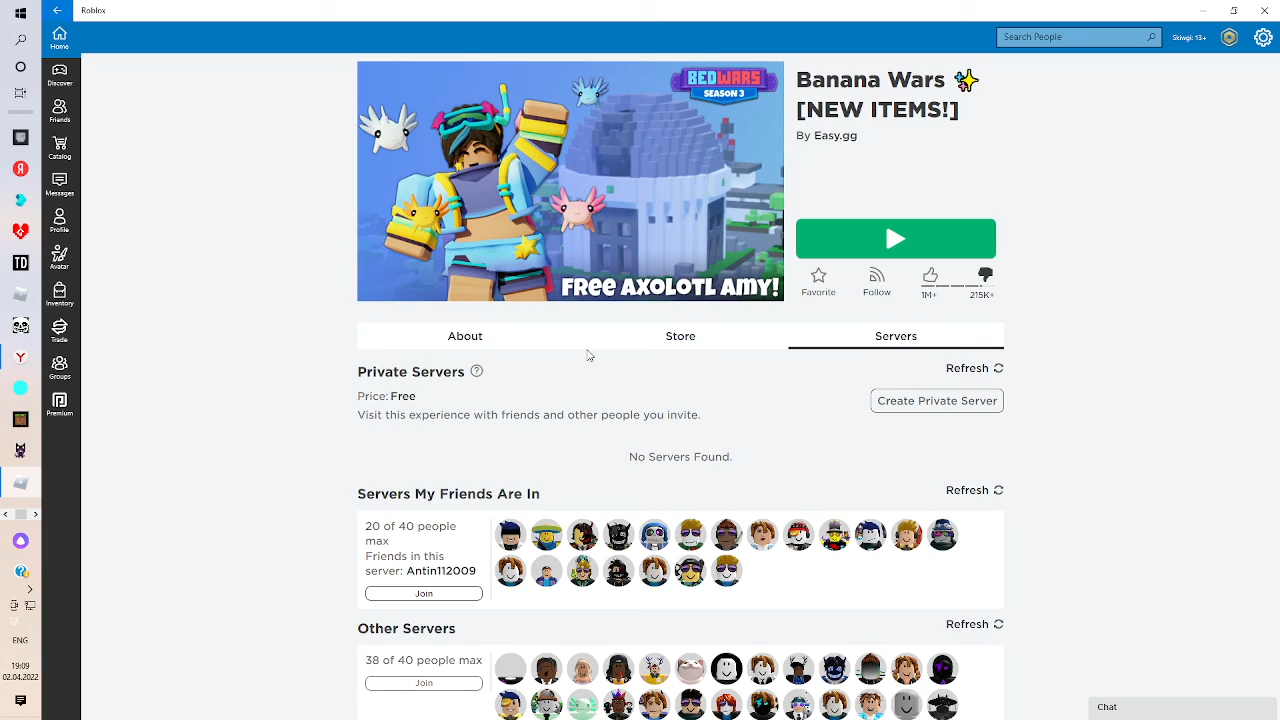 Roblox
Home
Search People
Skiwgi: 13+
Discover
Friends
Catalog
Messages
Profile
Avatar
Inventory
Trade
Groups
Premium
BEDWARS
SEASON 3
FREE AXOLOTL AMY!
Banana Wars ✨
[NEW ITEMS!]
By Easy.gg
Favorite
Follow
1M+
215K+
About
Store
Servers
Private Servers
Refresh
Price: Free
Create Private Server
Visit this experience with friends and other people you invite.
No Servers Found.
Servers My Friends Are In
Refresh
20 of 40 people
max
Friends in this
server: Antin112009
Join
Other Servers
Refresh
38 of 40 people max
Join
Chat
TD
ENG
19:09
02.04.2022